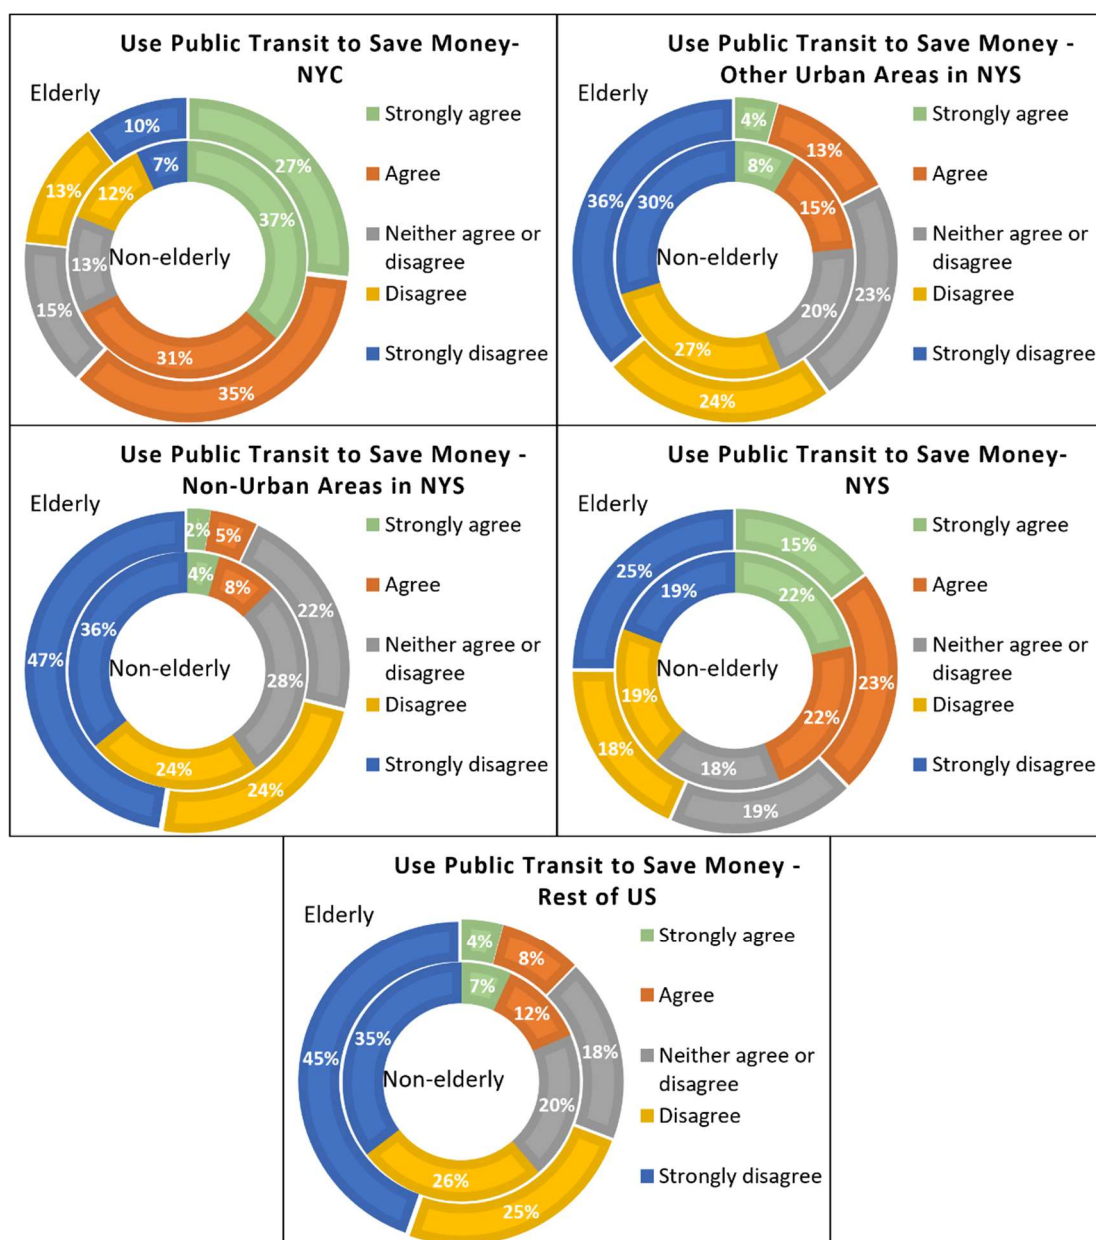 Use Public Transit to Save Money-
NYC
Elderly
Strongly agree
Agree
Neither agree or
disagree
Disagree
Strongly disagree
10%
27%
7%
13%
12%
37%
Non-elderly
13%
15%
31%
35%
Use Public Transit to Save Money -
Other Urban Areas in NYS
Elderly
Strongly agree
Agree
Neither agree or
disagree
Disagree
Strongly disagree
4%
13%
8%
36%
30%
15%
Non-elderly
23%
20%
27%
24%
Use Public Transit to Save Money -
Non-Urban Areas in NYS
Elderly
Strongly agree
Agree
Neither agree or
disagree
Disagree
Strongly disagree
2%
5%
4%
8%
22%
36%
47%
Non-elderly
28%
24%
24%
Use Public Transit to Save Money-
NYS
Elderly
Strongly agree
Agree
Neither agree or
disagree
Disagree
Strongly disagree
15%
25%
19%
22%
Non-elderly
23%
19%
22%
18%
18%
19%
Use Public Transit to Save Money -
Rest of US
Elderly
Strongly agree
Agree
Neither agree or
disagree
Disagree
Strongly disagree
4%
8%
7%
12%
35%
45%
18%
Non-elderly
20%
26%
25%